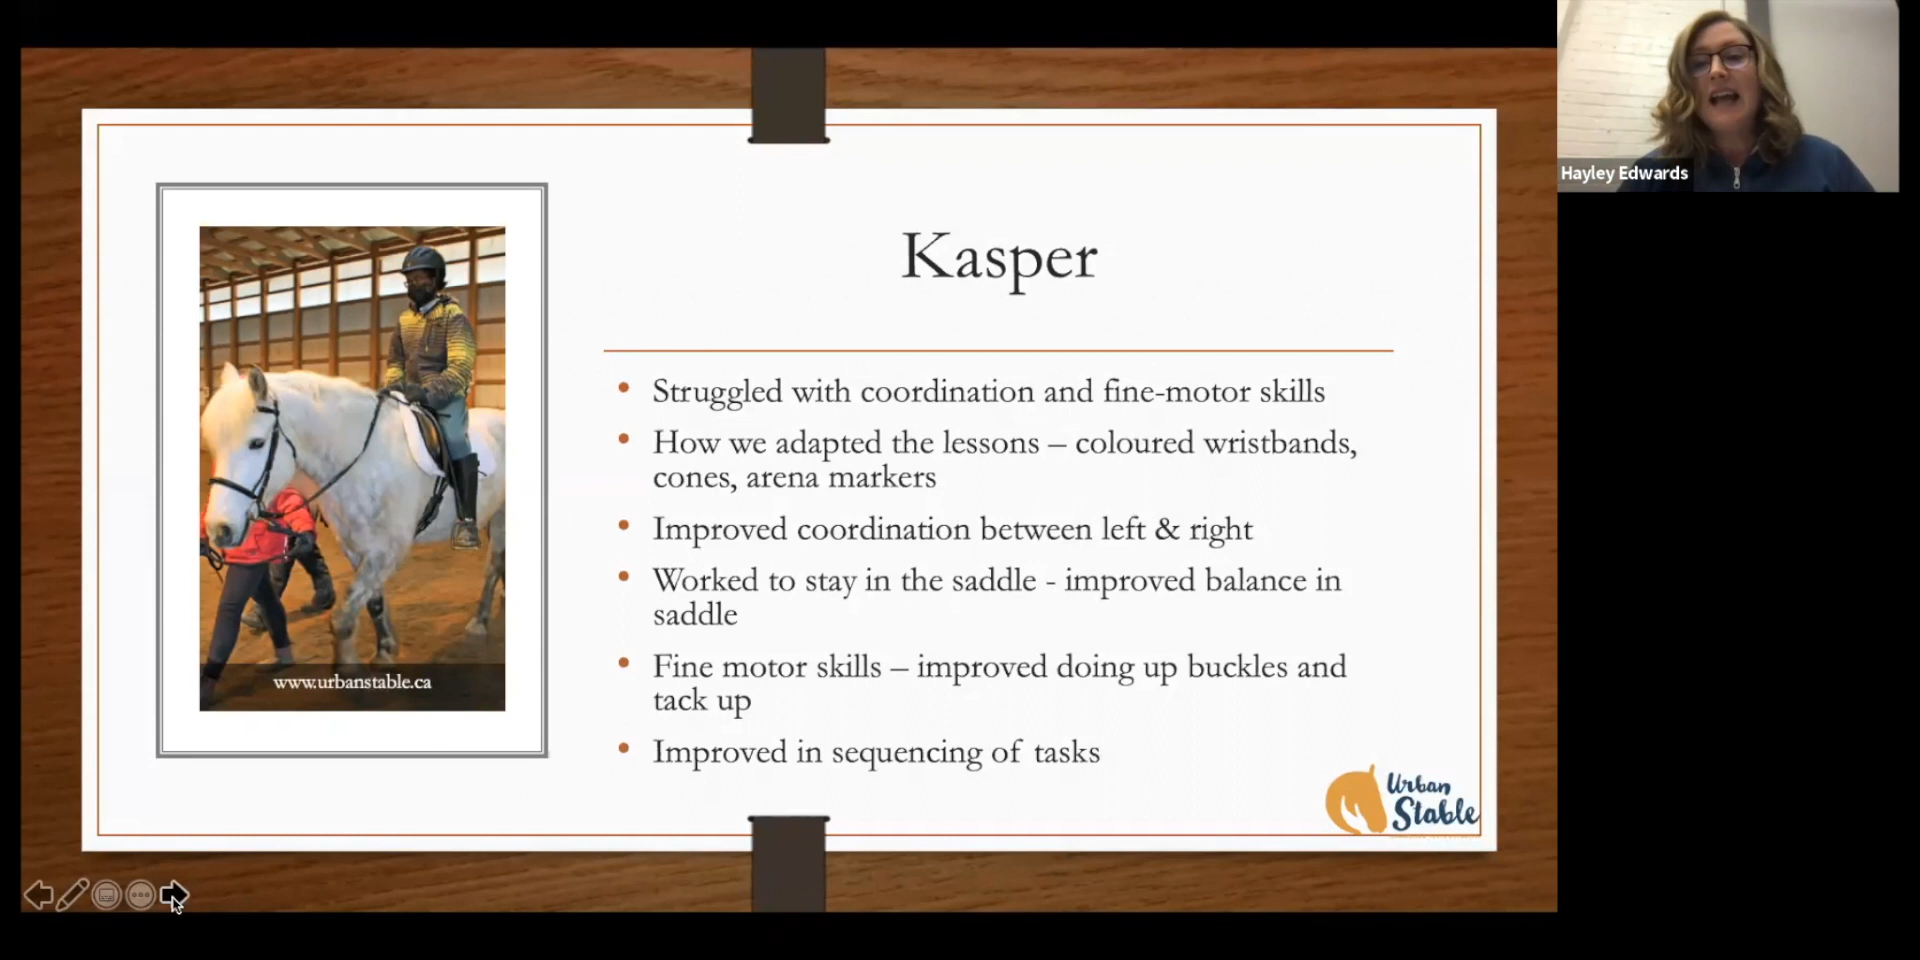 Hayley Edwards
Kasper
Struggled with coordination and fine-motor skills
How we adapted the lessons – coloured wristbands,
cones, arena markers
Improved coordination between left & right
Worked to stay in the saddle - improved balance in
saddle
Fine motor skills – improved doing up buckles and
tack up
Improved in sequencing of tasks
www.urbanstable.ca
Urban
Stable